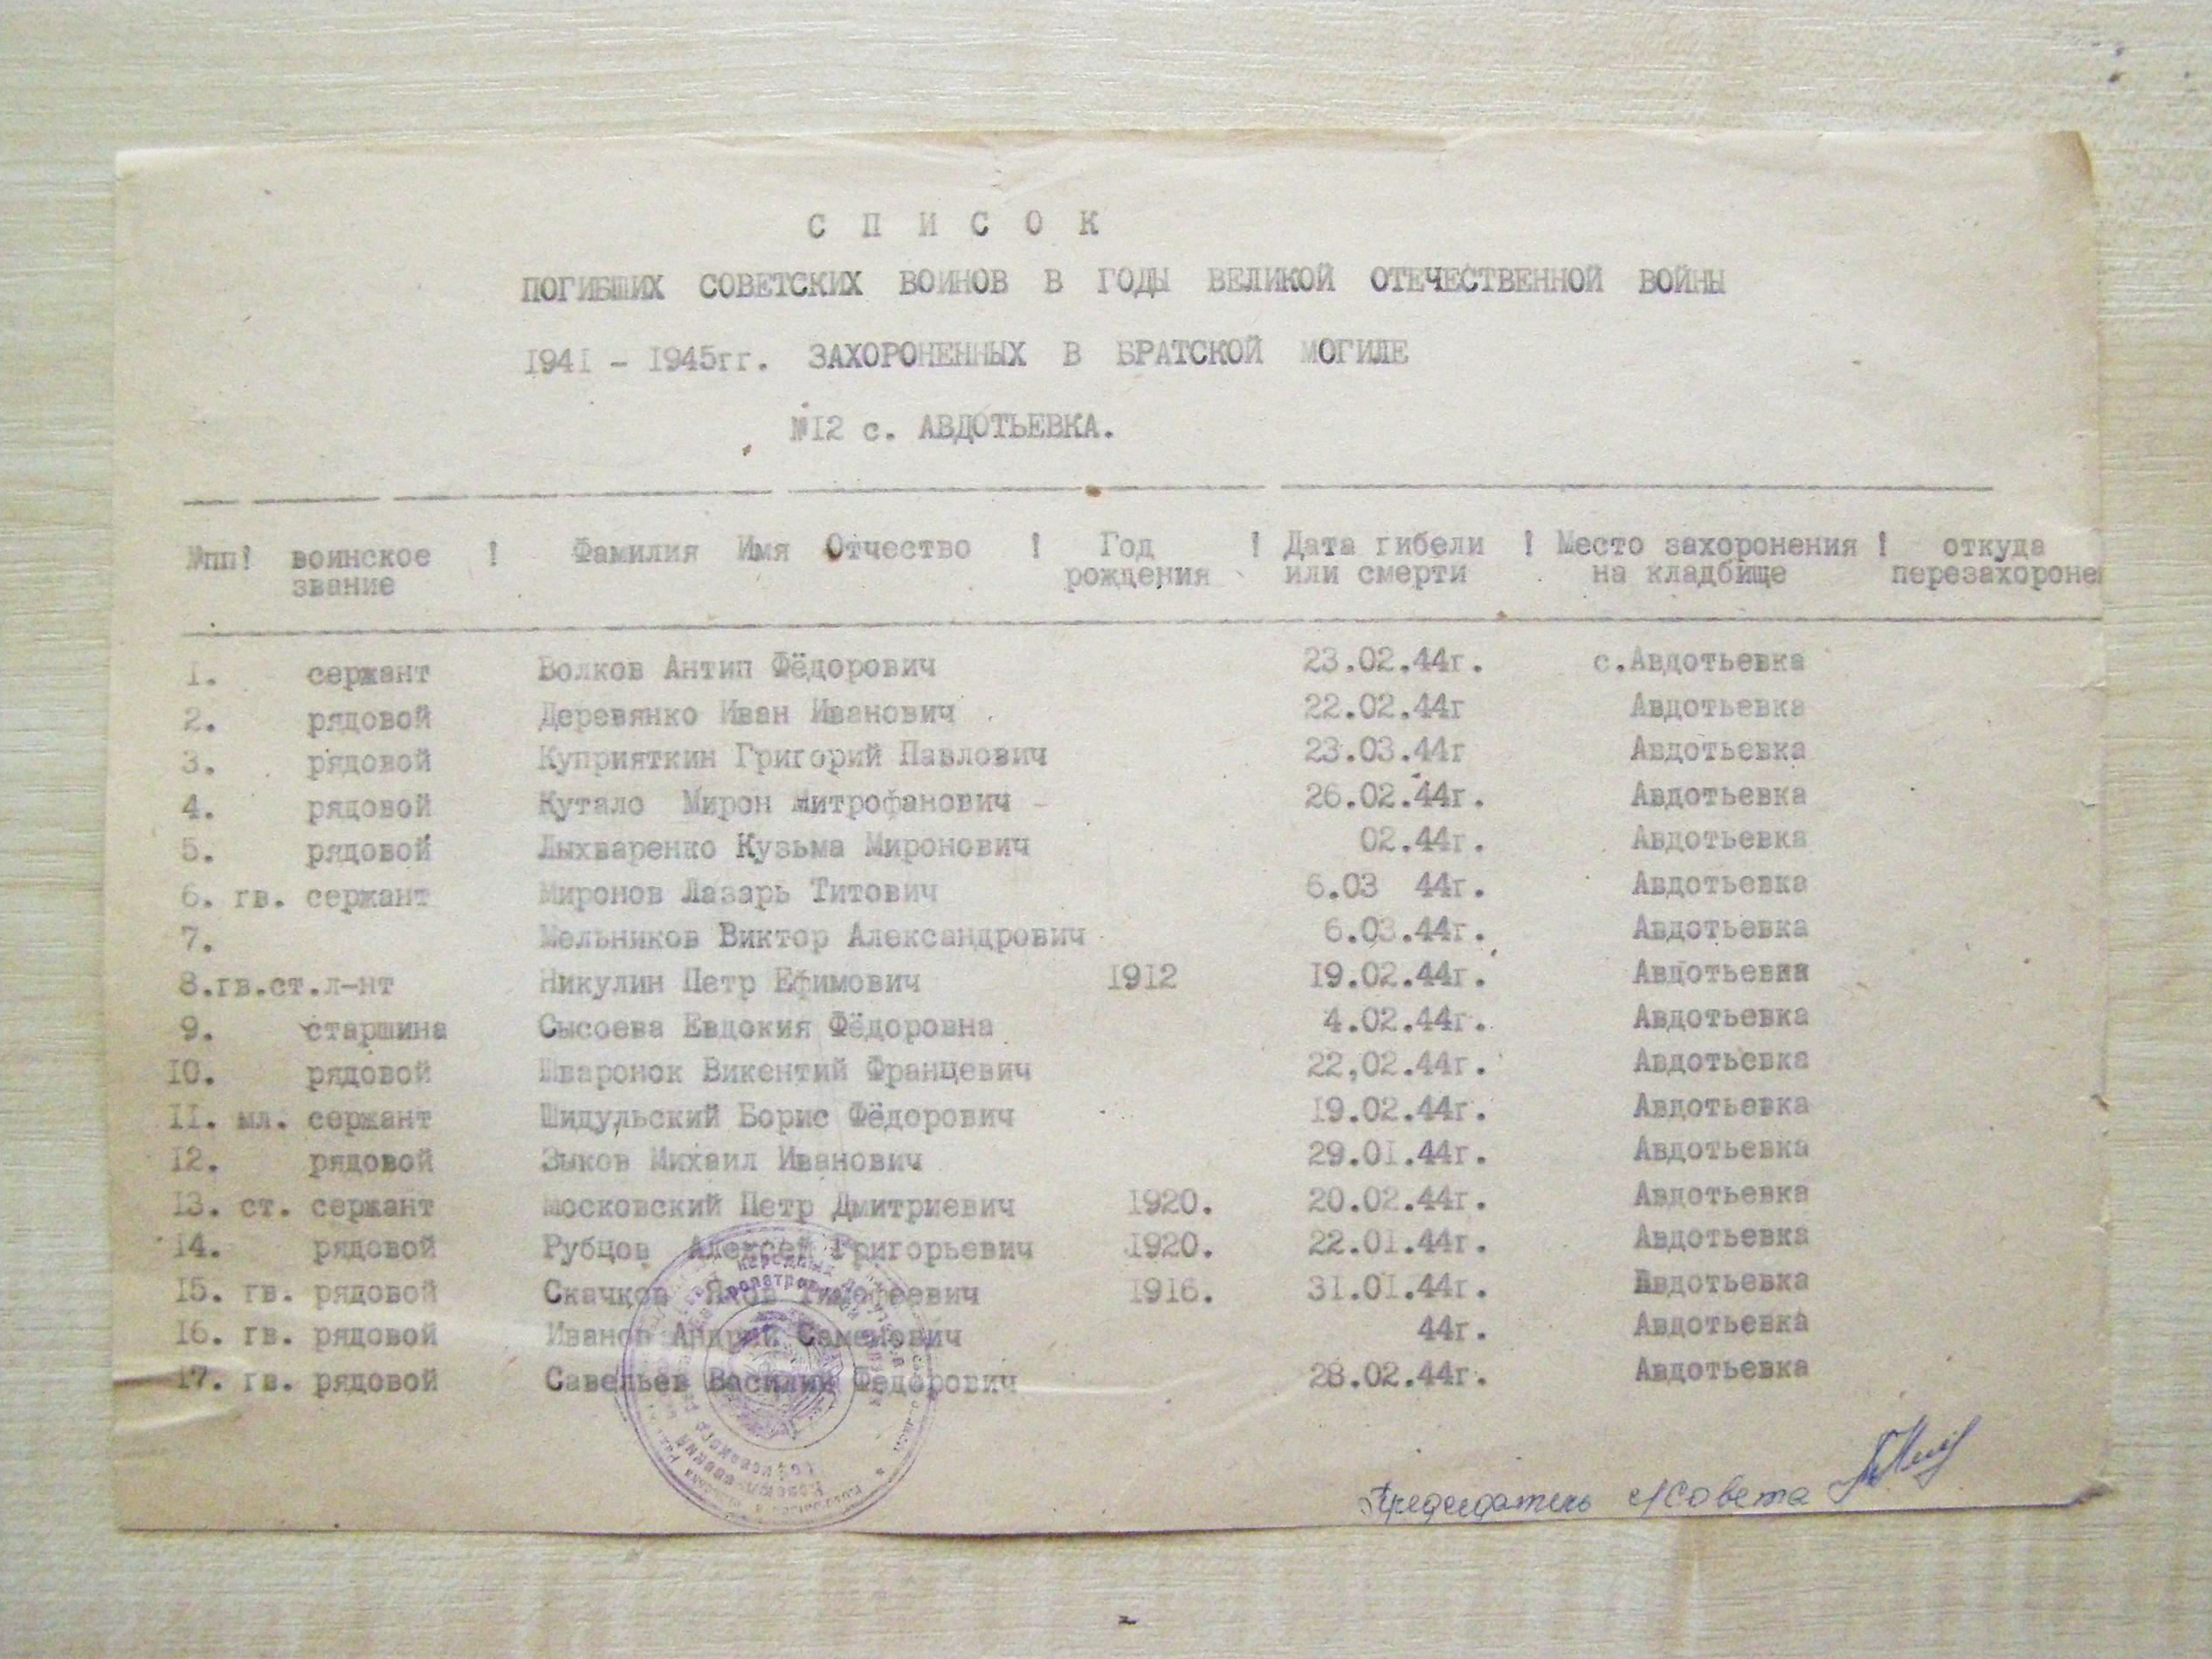 С П И С О К
ПОГИБШИХ СОВЕТСКИХ ВОИНОВ В ГОДЫ ВЕЛИКОЙ ОТЕЧЕСТВЕННОЙ ВОЙНЫ
1941 - 1945гг. ЗАХОРОНЕННЫХ В БРАТСКОЙ МОГИЛЕ
№12 с. АВДОТЬЕВКА.
№пп! воинское ! Фамилия Имя Отчество ! Год ! Дата гибели ! Место захоронения ! откуда
звание рождения или смерти на кладбище перезахороне
1. сержант Волков Антип Фёдорович 23.02.44г. с.Авдотьевка
2. рядовой Деревянко Иван Иванович 22.02.44г Авдотьевка
3. рядовой Куприяткин Григорий Павлович 23.03.44г Авдотьевка
4. рядовой Кутало Мирон Митрофанович 26.02.44г. Авдотьевка
5. рядовой Лыхваренко Кузьма Миронович 02.44г. Авдотьевка
6. гв. сержант Миронов Лазарь Титович 6.03 44г. Авдотьевка
7. Мельников Виктор Александрович 6.03.44г. Авдотьевка
8.гв.ст.л-нт Никулин Петр Ефимович 1912 19.02.44г. Авдотьевкя
9. старшина Сысоева Евдокия Фёдоровна 4.02.44г. Авдотьевка
10. рядовой Шваронок Викентий Францевич 22,02.44г. Авдотьевка
11. мл. сержант Шидульский Борис Фёдорович 19.02.44г. Авдотьевка
12. рядовой Зыков Михаил Иванович 29.01.44г. Авдотьевка
13. ст. сержант Московский Петр Дмитриевич 1920. 20.02.44г. Авдотьевка
14. рядовой Рубцов Алексей Григорьевич 1920. 22.01.44г. Авдотьевка
15. гв. рядовой Скачков Яков Тимофеевич 1916. 31.01.44г. Авдотьевка
16. гв. рядовой Иванов Андрей Семенович 44г. Авдотьевка
17. гв. рядовой Савельев Василий Федорович 28.02.44г. Авдотьевка
Председатель с/совета